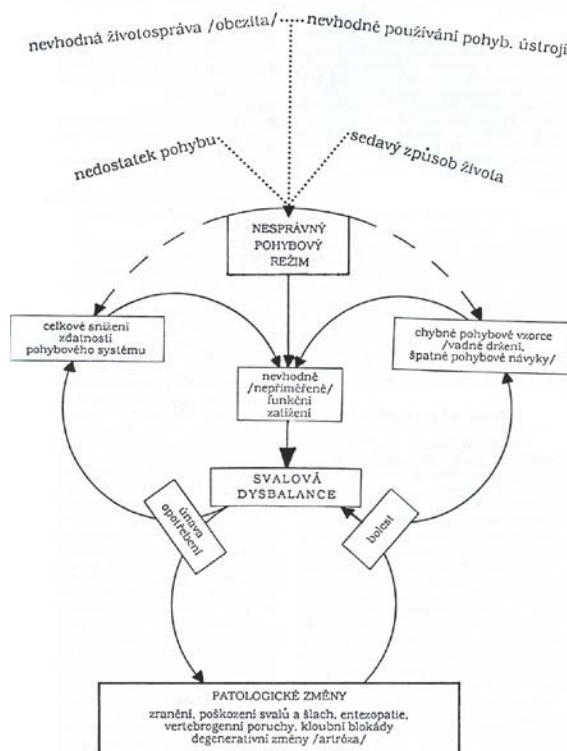 nevhodná životospráva /obezita/
nevhodné používání pohyb. ústrojí
nedostatek pohybu
sedavý způsob života
NESPRÁVNÝ
POHYBOVÝ
REŽIM
celkové snížení
zdatnosti
pohybového systému
chybné pohybové vzorce
/vadné držení,
špatné pohybové návyky/
nevhodné
/nepřiměřené/
funkční
zatížení
SVALOVÁ
DYSBALANCE
únava
opotřebení
bolest
PATOLOGICKÉ ZMĚNY
zranění, poškození svalů a šlach, entezopatie,
vertebrogenní poruchy, kloubní blokády
degenerativní změny /artróza/